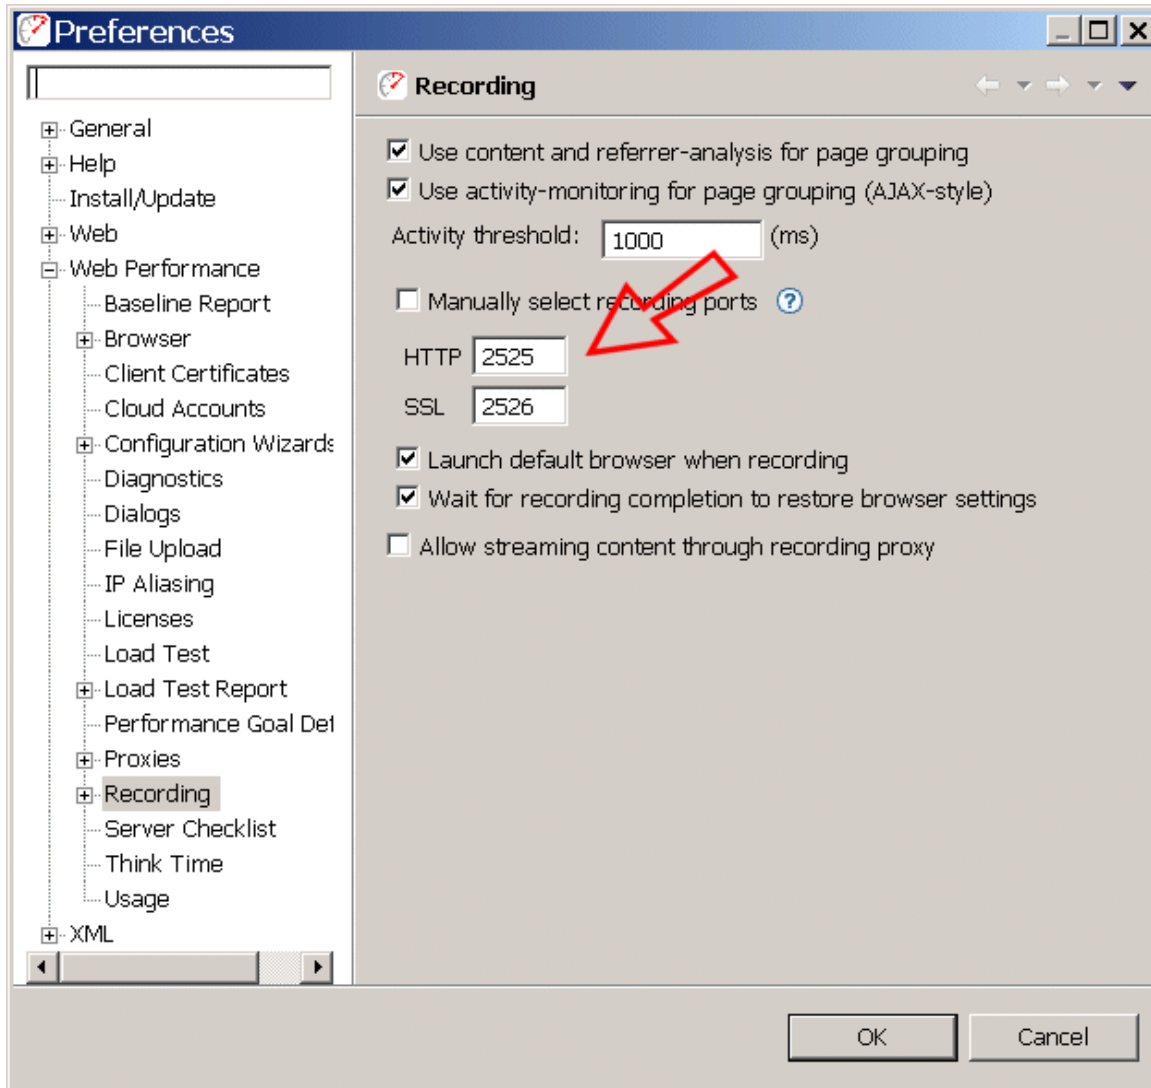 Preferences
General
Help
Install/Update
Web
Web Performance
Baseline Report
Browser
Client Certificates
Cloud Accounts
Configuration Wizards
Diagnostics
Dialogs
File Upload
IP Aliasing
Licenses
Load Test
Load Test Report
Performance Goal Def
Proxies
Recording
Server Checklist
Think Time
Usage
XML
Recording
Use content and referrer-analysis for page grouping
Use activity-monitoring for page grouping (AJAX-style)
Activity threshold: 1000 (ms)
Manually select recording ports ?
HTTP 2525
SSL 2526
Launch default browser when recording
Wait for recording completion to restore browser settings
Allow streaming content through recording proxy
OK Cancel